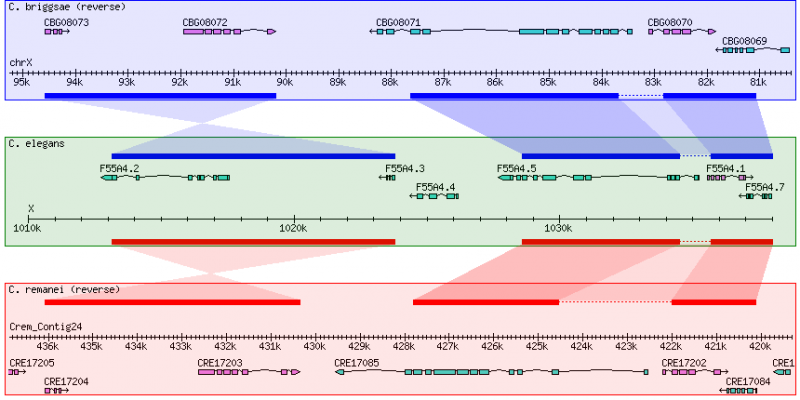 C. briggsae (reverse)
CBG08073 CBG08072 CBG08071 CBG08070
CBG08069
chrX
95k 94k 93k 92k 91k 90k 89k 88k 87k 86k 85k 84k 83k 82k 81k
C. elegans
F55A4.2 F55A4.3 F55A4.5 F55A4.1
F55A4.4 F55A4.7
X
1010k 1020k 1030k
C. remanei (reverse)
Crem_Contig24
436k 435k 434k 433k 432k 431k 430k 429k 428k 427k 426k 425k 424k 423k 422k 421k 420k
CRE17205 CRE17203 CRE17085 CRE17202 CRE1
CRE17204 CRE17084